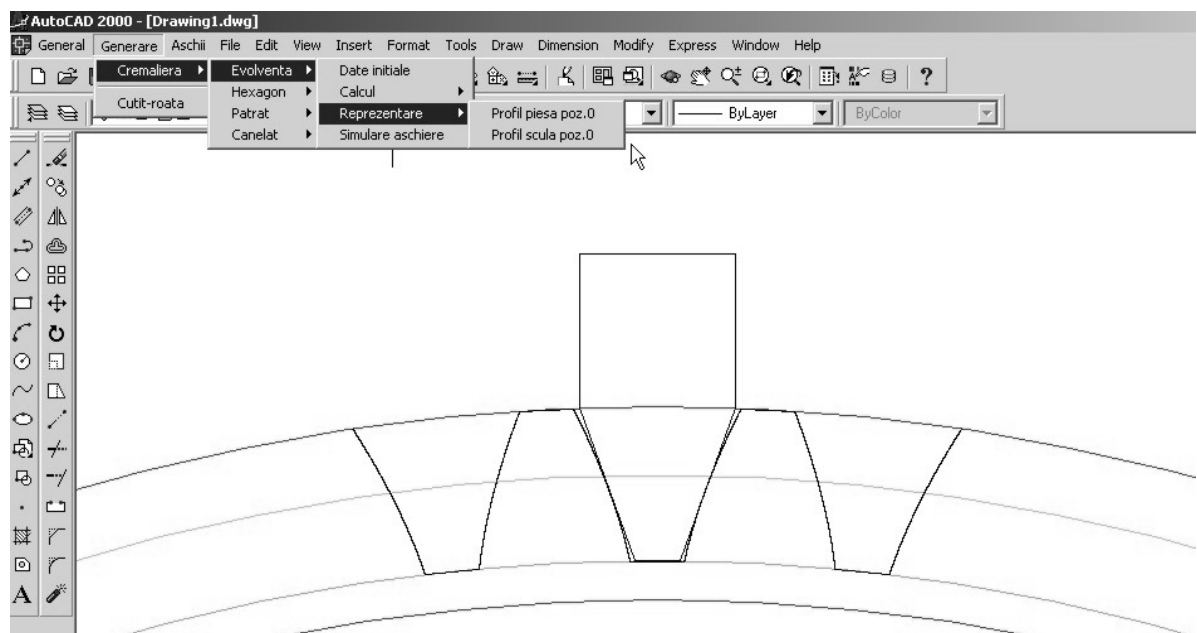 AutoCAD 2000 - [Drawing1.dwg]
General Generare Aschii File Edit View Insert Format Tools Draw Dimension Modify Express Window Help
Cremaliera Evolventa Date initiale
Hexagon Calcul
Cutit-roata Patrat Reprezentare Profil piesa poz.0
Canelat Simulare aschiere Profil scula poz.0
ByLayer ByColor
A